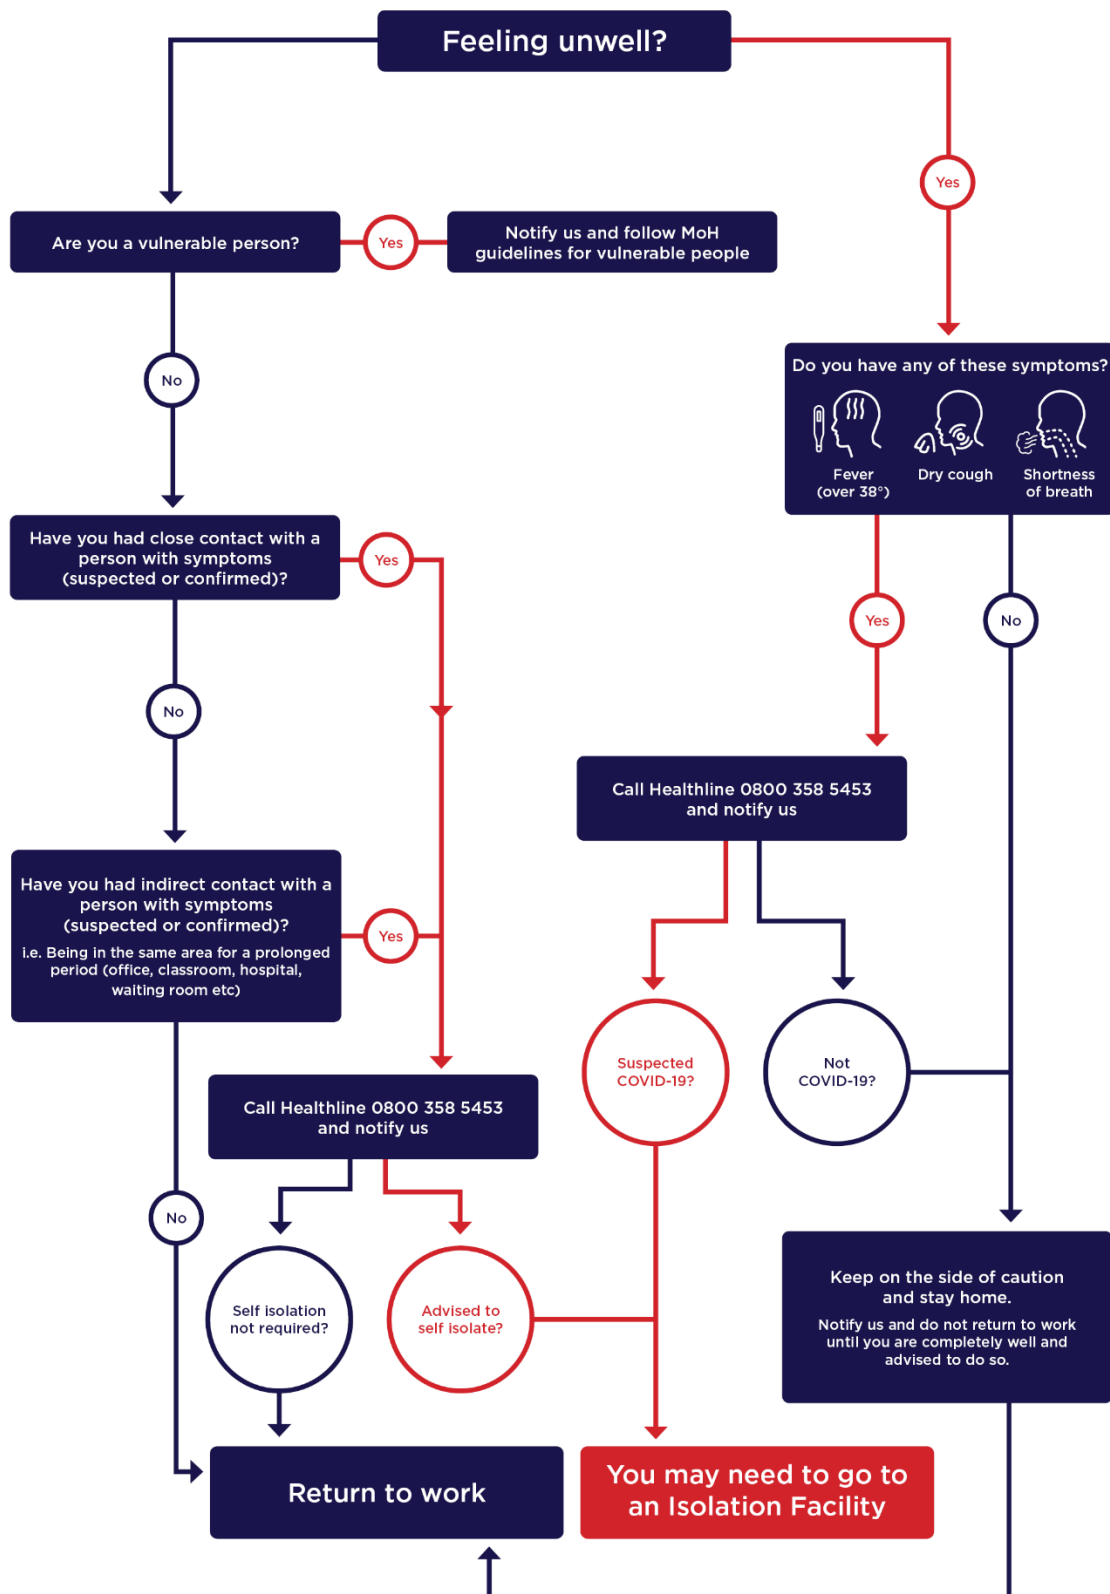 Feeling unwell?
Yes
Are you a vulnerable person?
Yes
Notify us and follow MoH
guidelines for vulnerable people
No
Do you have any of these symptoms?
Fever
(over 38°)
Dry cough
Shortness
of breath
Have you had close contact with a
person with symptoms
(suspected or confirmed)?
Yes
Yes
No
No
Call Healthline 0800 358 5453
and notify us
Have you had indirect contact with a
person with symptoms
(suspected or confirmed)?
i.e. Being in the same area for a prolonged
period (office, classroom, hospital,
waiting room etc)
Yes
Suspected
COVID-19?
Not
COVID-19?
Call Healthline 0800 358 5453
and notify us
No
Self isolation
not required?
Advised to
self isolate?
Keep on the side of caution
and stay home.
Notify us and do not return to work
until you are completely well and
advised to do so.
Return to work
You may need to go to
an Isolation Facility